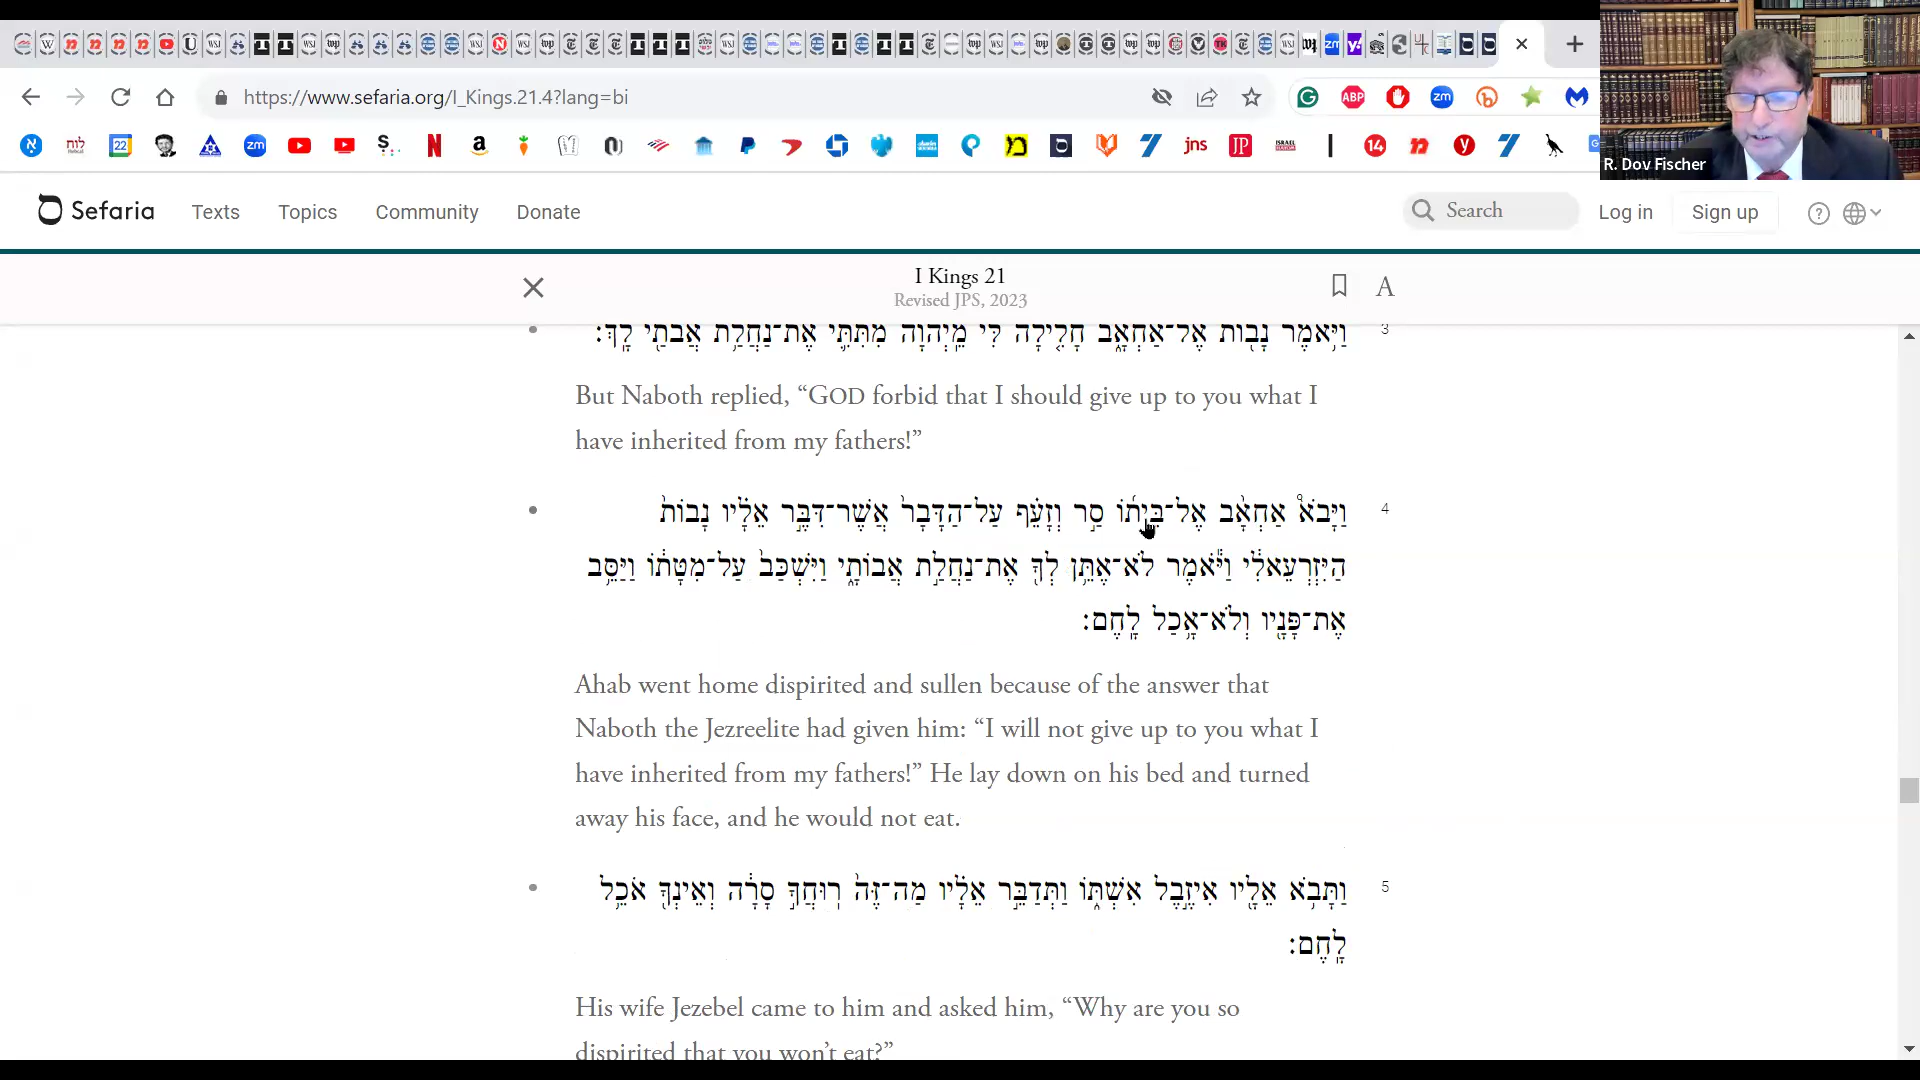 https://www.sefaria.org/I_Kings.21.4?lang=bi
R. Dov Fischer
Sefaria
Texts
Topics
Community
Donate
Search
Log in
Sign up
I Kings 21
Revised JPS, 2023
A
3
וַיֹּ֥אמֶר נָב֖וֹת אֶל־אַחְאָ֑ב חָלִ֤ילָה לִּי֙ מֵֽיְהֹוָ֔ה מִתִּתִּ֛י אֶת־נַחֲלַ֥ת אֲבֹתַ֖י לָֽךְ׃
But Naboth replied, “GOD forbid that I should give up to you what I
have inherited from my fathers!”
4
וַיָּבֹא֩ אַחְאָ֨ב אֶל־בֵּית֜וֹ סַ֣ר וְזָעֵ֗ף עַל־הַדָּבָר֙ אֲשֶׁר־דִּבֶּ֣ר אֵלָ֗יו נָבוֹת֙
הַיִּזְרְעֵאלִ֔י וַיֹּ֕אמֶר לֹא־אֶתֵּ֥ן לְךָ֖ אֶת־נַחֲלַ֣ת אֲבוֹתָ֑י וַיִּשְׁכַּב֙ עַל־מִטָּת֔וֹ וַיַּסֵּ֥ב
אֶת־פָּנָ֖יו וְלֹא־אָ֥כַל לָֽחֶם׃
Ahab went home dispirited and sullen because of the answer that
Naboth the Jezreelite had given him: “I will not give up to you what I
have inherited from my fathers!” He lay down on his bed and turned
away his face, and he would not eat.
5
וַתָּבֹ֥א אֵלָ֖יו אִיזֶ֣בֶל אִשְׁתּ֑וֹ וַתְּדַבֵּ֣ר אֵלָ֗יו מַה־זֶּה֙ רֽוּחֲךָ֣ סָרָ֔ה וְאֵינְךָ֖ אֹכֵ֥ל
לָֽחֶם׃
His wife Jezebel came to him and asked him, “Why are you so
dispirited that you won’t eat?”